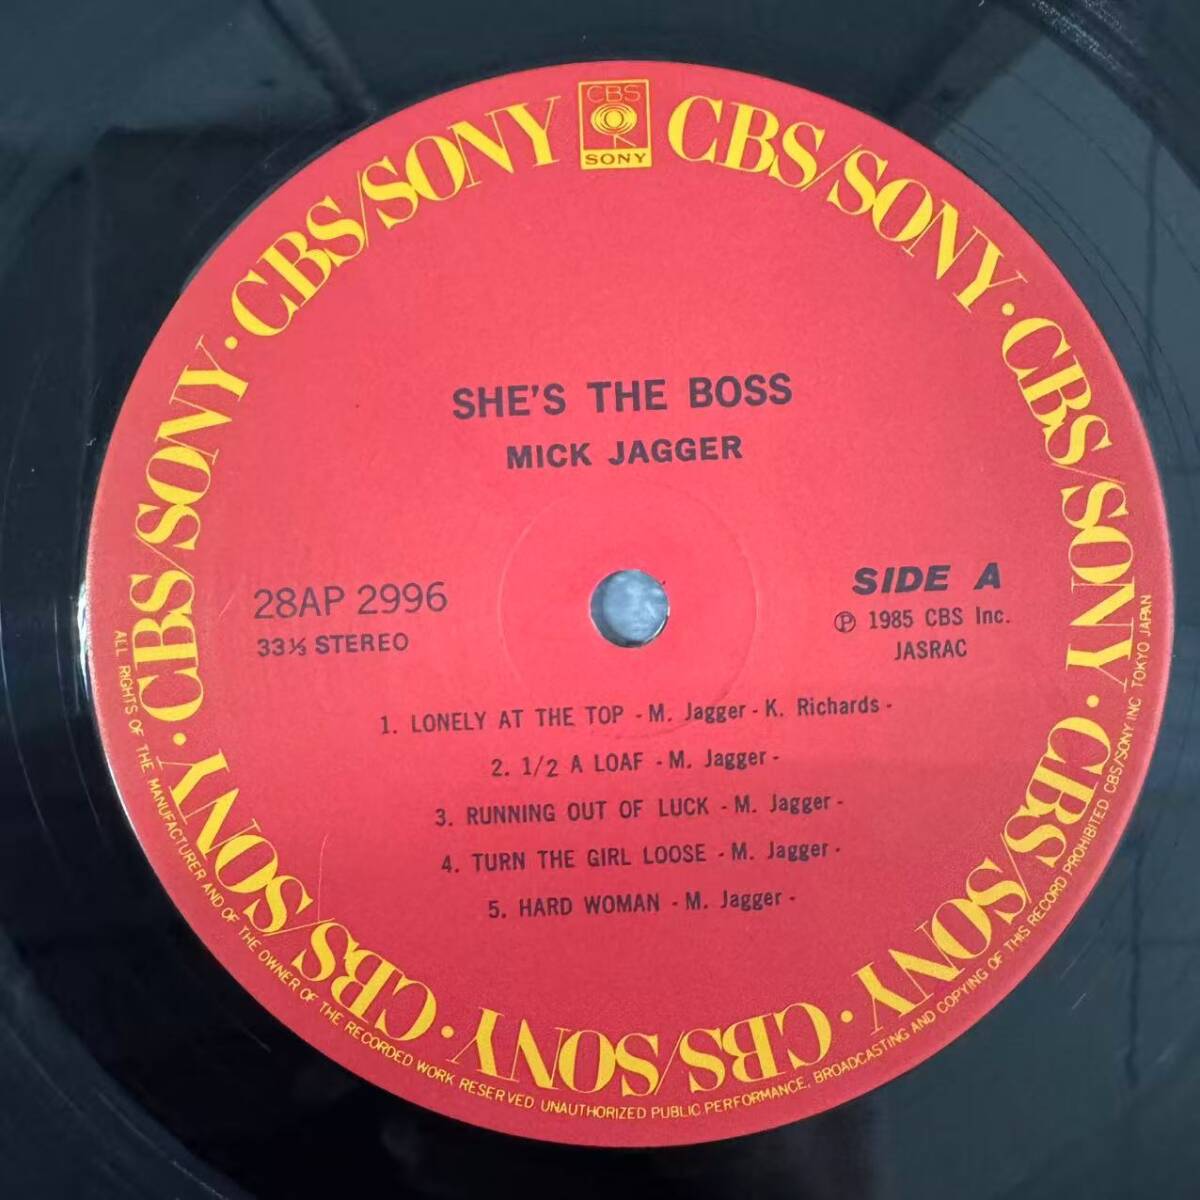 CBS
SONY
CBS/SONY · CBS/SONY · CBS/SONY · CBS/SONY · CBS/SONY · CBS/SONY · CBS/SONY · CBS/SONY
SHE'S THE BOSS
MICK JAGGER
28AP 2996
33⅓ STEREO
SIDE A
Ⓟ 1985 CBS Inc.
JASRAC
1. LONELY AT THE TOP - M. Jagger - K. Richards -
2. 1/2 A LOAF - M. Jagger -
3. RUNNING OUT OF LUCK - M. Jagger -
4. TURN THE GIRL LOOSE - M. Jagger -
5. HARD WOMAN - M. Jagger -
ALL RIGHTS OF THE MANUFACTURER AND OF THE OWNER OF THE RECORDED WORK RESERVED. UNAUTHORIZED PUBLIC PERFORMANCE, BROADCASTING AND COPYING OF THIS RECORD PROHIBITED CBS/SONY INC TOKYO JAPAN